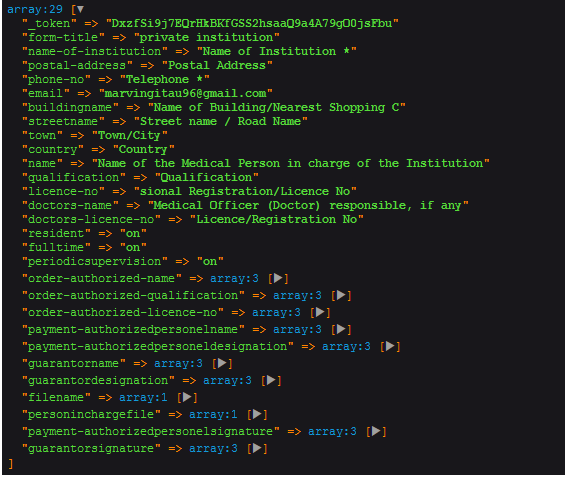 array:29 [▼
"_token" => "DxzfSi9j7EQrHkBKfGSS2hsaaQ9a4A79gO0jsFbu"
"form-title" => "private institution"
"name-of-institution" => "Name of Institution *"
"postal-address" => "Postal Address"
"phone-no" => "Telephone *"
"email" => "marvingitau96@gmail.com"
"buildingname" => "Name of Building/Nearest Shopping C"
"streetname" => "Street name / Road Name"
"town" => "Town/City"
"country" => "Country"
"name" => "Name of the Medical Person in charge of the Institution"
"qualification" => "Qualification"
"licence-no" => "sional Registration/Licence No"
"doctors-name" => "Medical Officer (Doctor) responsible, if any"
"doctors-licence-no" => "Licence/Registration No"
"resident" => "on"
"fulltime" => "on"
"periodicsupervision" => "on"
"order-authorized-name" => array:3 [▶]
"order-authorized-qualification" => array:3 [▶]
"order-authorized-licence-no" => array:3 [▶]
"payment-authorizedpersonelname" => array:3 [▶]
"payment-authorizedpersoneldesignation" => array:3 [▶]
"guarantorname" => array:3 [▶]
"guarantordesignation" => array:3 [▶]
"filename" => array:1 [▶]
"personinchargefile" => array:1 [▶]
"payment-authorizedpersonelsignature" => array:3 [▶]
"guarantorsignature" => array:3 [▶]
]